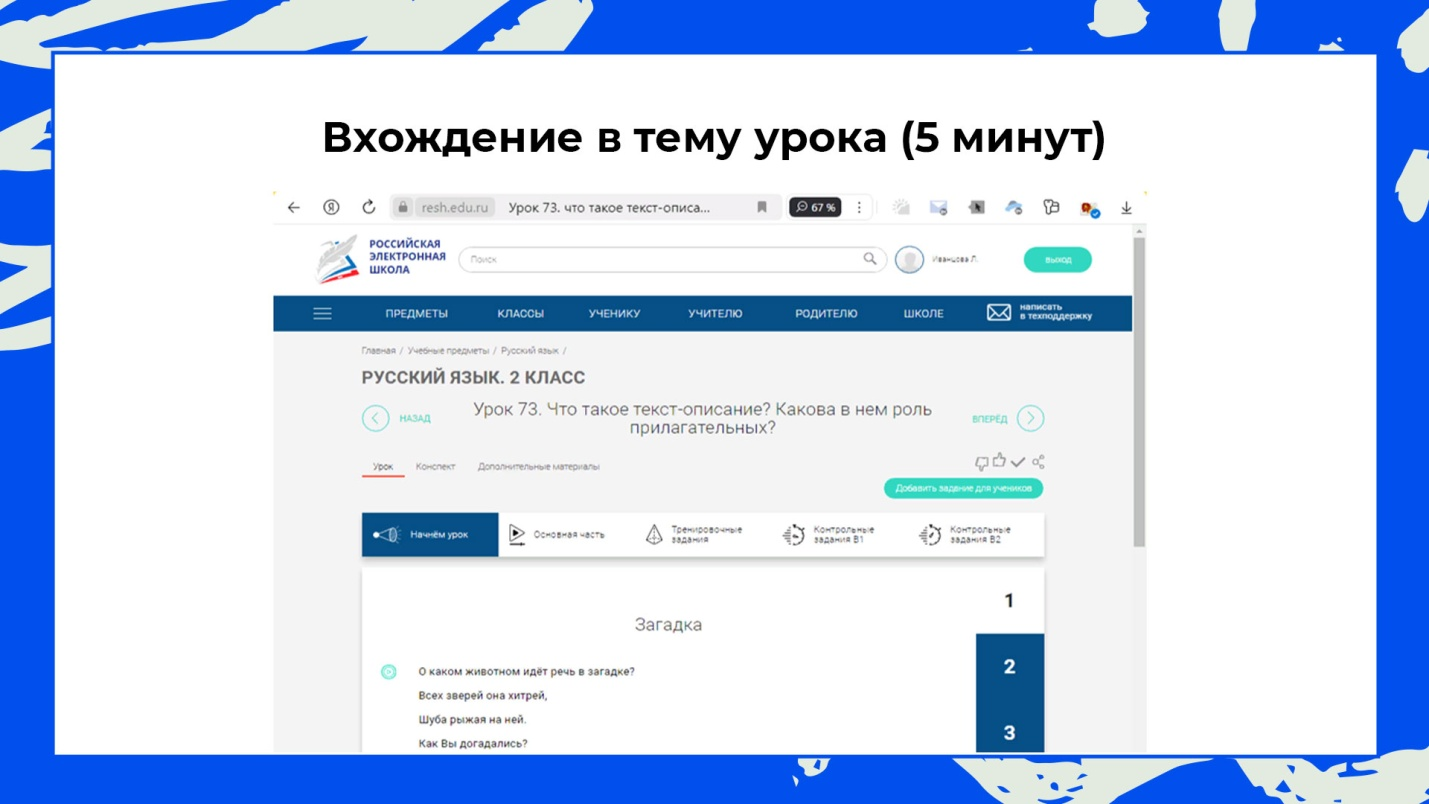 Вхождение в тему урока (5 минут)
resh.edu.ru Урок 73. что такое текст-описа... 67 %
РОССИЙСКАЯ
ЭЛЕКТРОННАЯ
ШКОЛА
Поиск
Иванцова Л.
выход
ПРЕДМЕТЫ КЛАССЫ УЧЕНИКУ УЧИТЕЛЮ РОДИТЕЛЮ ШКОЛЕ
написать
в техподдержку
Главная / Учебные предметы / Русский язык /
РУССКИЙ ЯЗЫК. 2 КЛАСС
НАЗАД
Урок 73. Что такое текст-описание? Какова в нем роль
прилагательных?
ВПЕРЁД
Урок Конспект Дополнительные материалы
Добавить задание для учеников
Начнём урок
Основная часть
Тренировочные
задания
Контрольные
задания В1
Контрольные
задания В2
1
Загадка
2
О каком животном идёт речь в загадке?
Всех зверей она хитрей,
Шуба рыжая на ней.
3
Как Вы догадались?